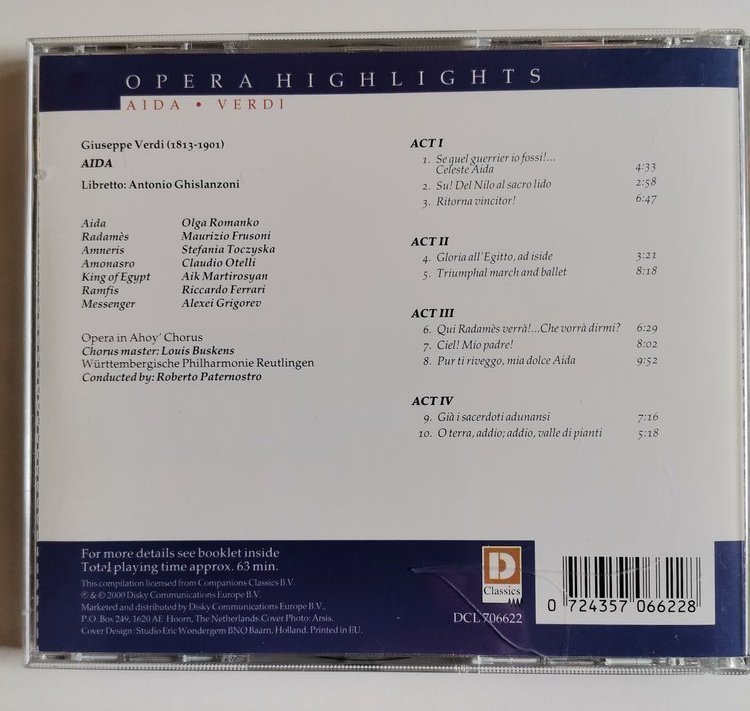 OPERA HIGHLIGHTS
AIDA • VERDI
Giuseppe Verdi (1813-1901)
AIDA
Libretto: Antonio Ghislanzoni
Aida Olga Romanko
Radamès Maurizio Frusoni
Amneris Stefania Toczyska
Amonasro Claudio Otelli
King of Egypt Aik Martirosyan
Ramfis Riccardo Ferrari
Messenger Alexei Grigorev
Opera in Ahoy' Chorus
Chorus master: Louis Buskens
Württembergische Philharmonie Reutlingen
Conducted by: Roberto Paternostro
ACT I
1. Se quel guerrier io fossi!...
Celeste Aida 4:33
2. Su! Del Nilo al sacro lido 2:58
3. Ritorna vincitor! 6:47
ACT II
4. Gloria all'Egitto, ad iside 3:21
5. Triumphal march and ballet 8:18
ACT III
6. Qui Radamès verrà!...Che vorrà dirmi? 6:29
7. Ciel! Mio padre! 8:02
8. Pur ti riveggo, mia dolce Aida 9:52
ACT IV
9. Già i sacerdoti adunansi 7:16
10. O terra, addio; addio, valle di pianti 5:18
For more details see booklet inside
Total playing time approx. 63 min.
This compilation licensed from Companions Classics B.V.
℗ & © 2000 Disky Communications Europe B.V.
Marketed and distributed by Disky Communications Europe B.V.,
P.O. Box 249, 1620 AE Hoorn, The Netherlands. Cover Photo: Arsis.
Cover Design: Studio Eric Wondergem BNO Baarn, Holland. Printed in EU.
D
Classics
DCL 706622
0 724357 066228